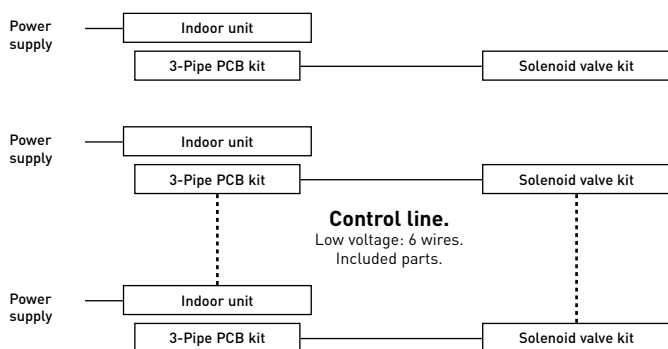 Power
supply
Indoor unit
3-Pipe PCB kit
Solenoid valve kit
Power
supply
Indoor unit
3-Pipe PCB kit
Solenoid valve kit
Control line.
Low voltage: 6 wires.
Included parts.
Power
supply
Indoor unit
3-Pipe PCB kit
Solenoid valve kit